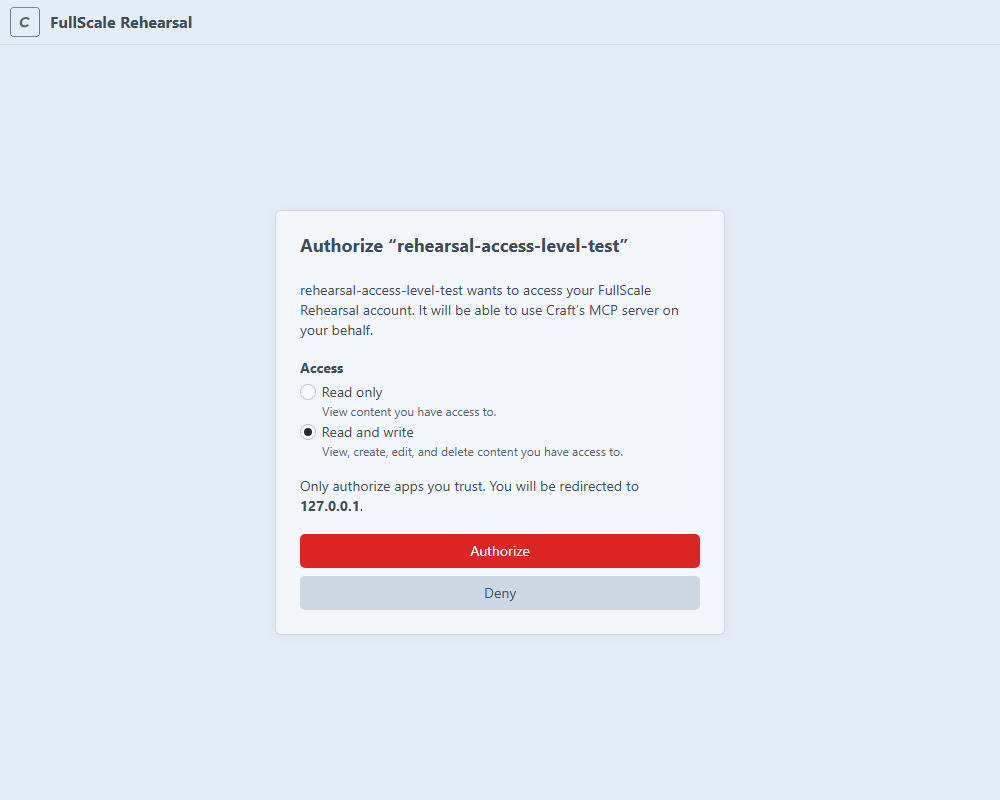 C
FullScale Rehearsal
Authorize “rehearsal-access-level-test”
rehearsal-access-level-test wants to access your FullScale
Rehearsal account. It will be able to use Craft’s MCP server on
your behalf.
Access
Read only
View content you have access to.
Read and write
View, create, edit, and delete content you have access to.
Only authorize apps you trust. You will be redirected to
127.0.0.1.
Authorize
Deny